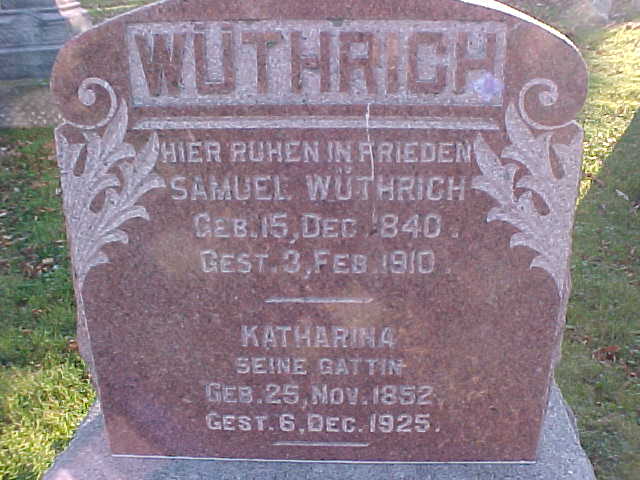 WÜTHRICH
HIER RUHEN IN FRIEDEN
SAMUEL WÜTHRICH
GEB. 15, DEC. 1840.
GEST. 3, FEB. 1910.
KATHARINA
SEINE GATTIN
GEB. 25, NOV. 1852.
GEST. 6, DEC. 1925.